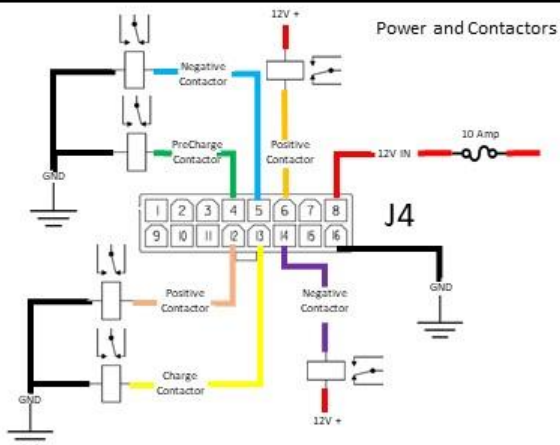 12V +
Power and Contactors
Negative
Contactor
10 Amp
PreCharge
Contactor
Positive
Contactor
12V IN
GND
1 2 3 4 5 6 7 8
J4
9 10 11 12 13 14 15 16
Positive
Contactor
Negative
Contactor
GND
Charge
Contactor
GND
12V +